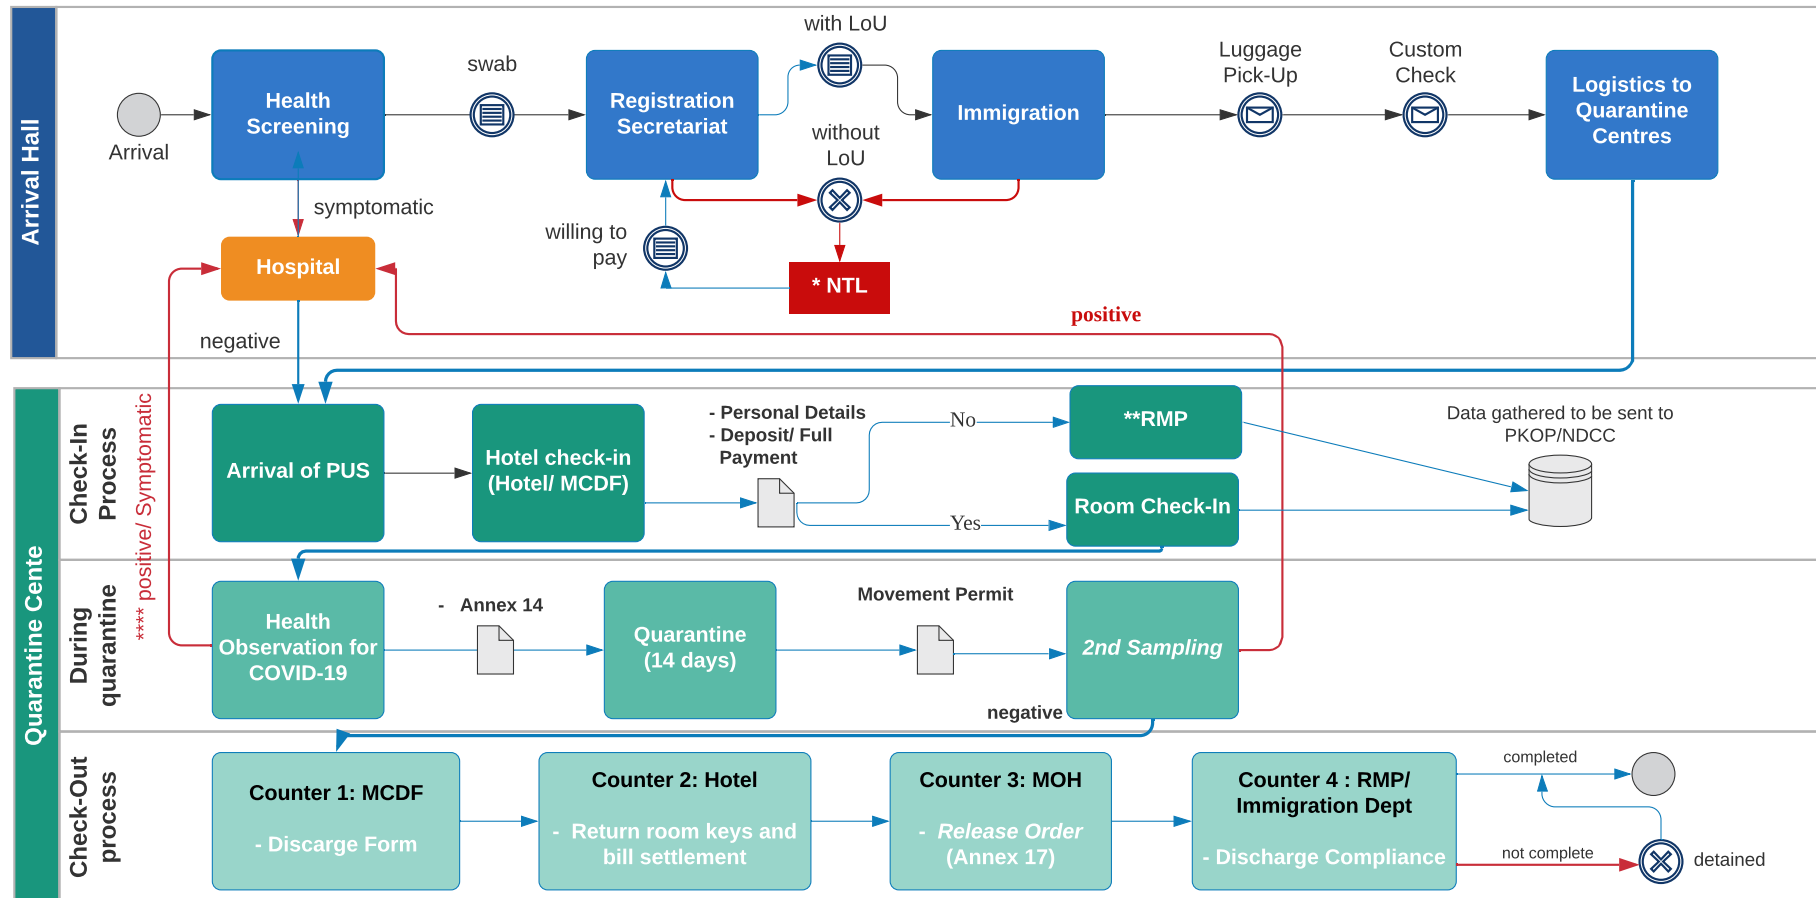 Arrival Hall
Arrival
Health
Screening
swab
Registration
Secretariat
with LoU
without
LoU
Immigration
Luggage
Pick-Up
Custom
Check
Logistics to
Quarantine
Centres
symptomatic
Hospital
willing to
pay
* NTL
negative
positive
Quarantine Cente
Check-In
Process
**** positive/ Symptomatic
Arrival of PUS
Hotel check-in
(Hotel/ MCDF)
- Personal Details
- Deposit/ Full
Payment
No
Yes
**RMP
Room Check-In
Data gathered to be sent to
PKOP/NDCC
During
quarantine
Health
Observation for
COVID-19
- Annex 14
Quarantine
(14 days)
Movement Permit
2nd Sampling
negative
Check-Out
process
Counter 1: MCDF
- Discarge Form
Counter 2: Hotel
- Return room keys and
bill settlement
Counter 3: MOH
- Release Order
(Annex 17)
Counter 4 : RMP/
Immigration Dept
- Discharge Compliance
completed
not complete
detained